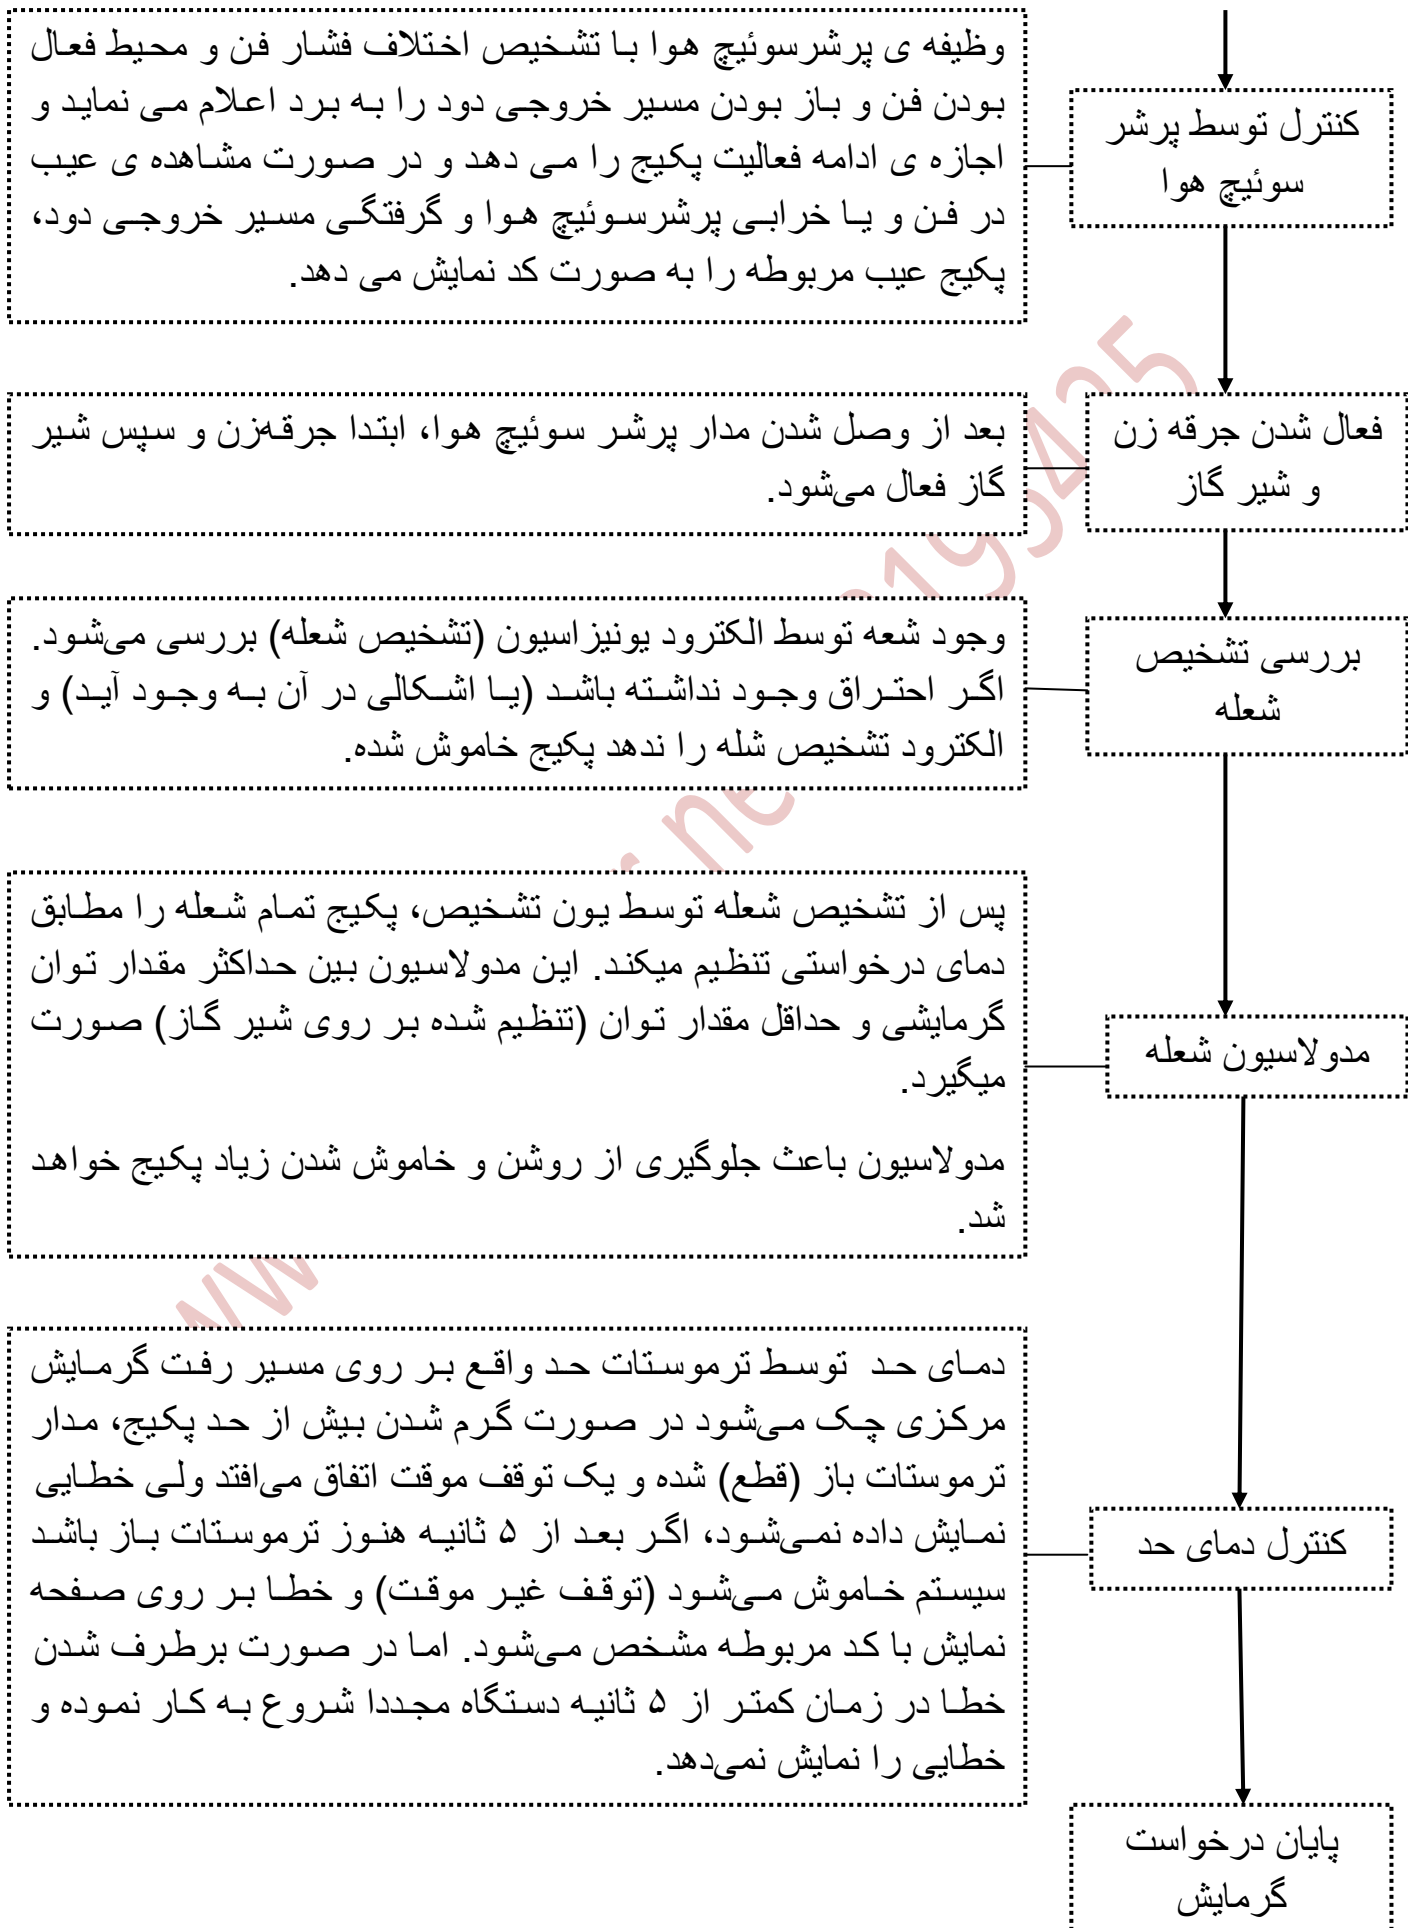 کنترل توسط پرشر
سوئیچ هوا
وظیفه ی پرشرسوئیچ هوا با تشخیص اختلاف فشار فن و محیط فعال
بودن فن و باز بودن مسیر خروجی دود را به برد اعلام می نماید و
اجازه ی ادامه فعالیت پکیج را می دهد و در صورت مشاهده ی عیب
در فن و یا خرابی پرشرسوئیچ هوا و گرفتگی مسیر خروجی دود،
پکیج عیب مربوطه را به صورت کد نمایش می دهد.
فعال شدن جرقه زن
و شیر گاز
بعد از وصل شدن مدار پرشر سوئیچ هوا، ابتدا جرقه‌زن و سپس شیر
گاز فعال می‌شود.
بررسی تشخیص
شعله
وجود شعه توسط الکترود یونیزاسیون (تشخیص شعله) بررسی می‌شود.
اگر احتراق وجود نداشته باشد (یا اشکالی در آن به وجود آید) و
الکترود تشخیص شله را ندهد پکیج خاموش شده.
مدولاسیون شعله
پس از تشخیص شعله توسط یون تشخیص، پکیج تمام شعله را مطابق
دمای درخواستی تنظیم میکند. این مدولاسیون بین حداکثر مقدار توان
گرمایشی و حداقل مقدار توان (تنظیم شده بر روی شیر گاز) صورت
میگیرد.
مدولاسیون باعث جلوگیری از روشن و خاموش شدن زیاد پکیج خواهد
شد.
کنترل دمای حد
دمای حد توسط ترموستات حد واقع بر روی مسیر رفت گرمایش
مرکزی چک می‌شود در صورت گرم شدن بیش از حد پکیج، مدار
ترموستات باز (قطع) شده و یک توقف موقت اتفاق می‌افتد ولی خطایی
نمایش داده نمی‌شود، اگر بعد از ۵ ثانیه هنوز ترموستات باز باشد
سیستم خاموش می‌شود (توقف غیر موقت) و خطا بر روی صفحه
نمایش با کد مربوطه مشخص می‌شود. اما در صورت برطرف شدن
خطا در زمان کمتر از ۵ ثانیه دستگاه مجددا شروع به کار نموده و
خطایی را نمایش نمی‌دهد.
پایان درخواست
گرمایش